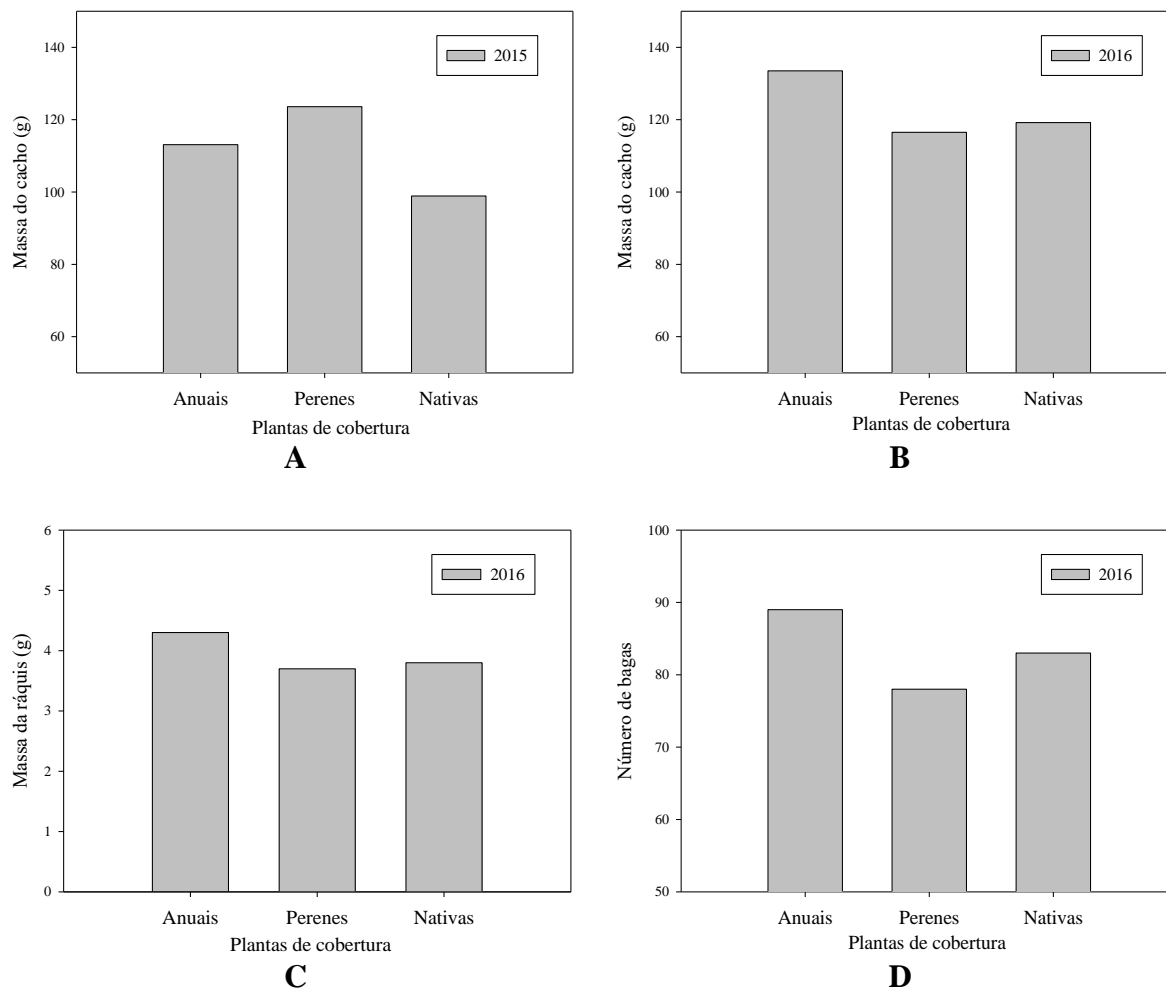 Massa do cacho (g)
140
120
100
80
60
2015
Anuais Perenes Nativas
Plantas de cobertura
A
Massa do cacho (g)
140
120
100
80
60
2016
Anuais Perenes Nativas
Plantas de cobertura
B
Massa da ráquis (g)
6
5
4
3
2
1
0
2016
Anuais Perenes Nativas
Plantas de cobertura
C
Número de bagas
100
90
80
70
60
50
2016
Anuais Perenes Nativas
Plantas de cobertura
D